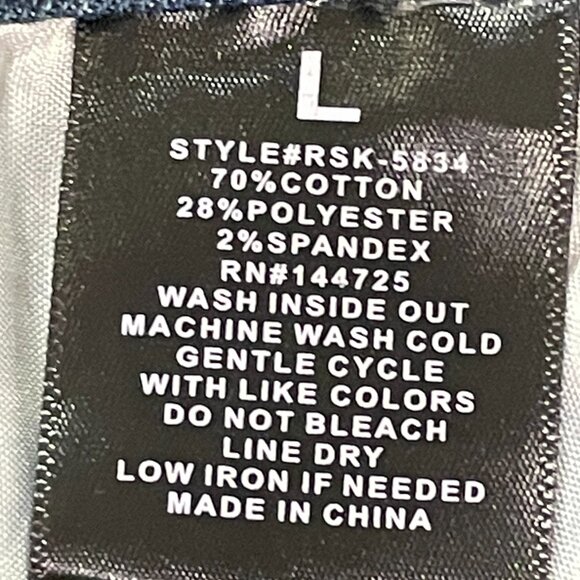 L
STYLE#RSK-5834
70%COTTON
28%POLYESTER
2%SPANDEX
RN#144725
WASH INSIDE OUT
MACHINE WASH COLD
GENTLE CYCLE
WITH LIKE COLORS
DO NOT BLEACH
LINE DRY
LOW IRON IF NEEDED
MADE IN CHINA